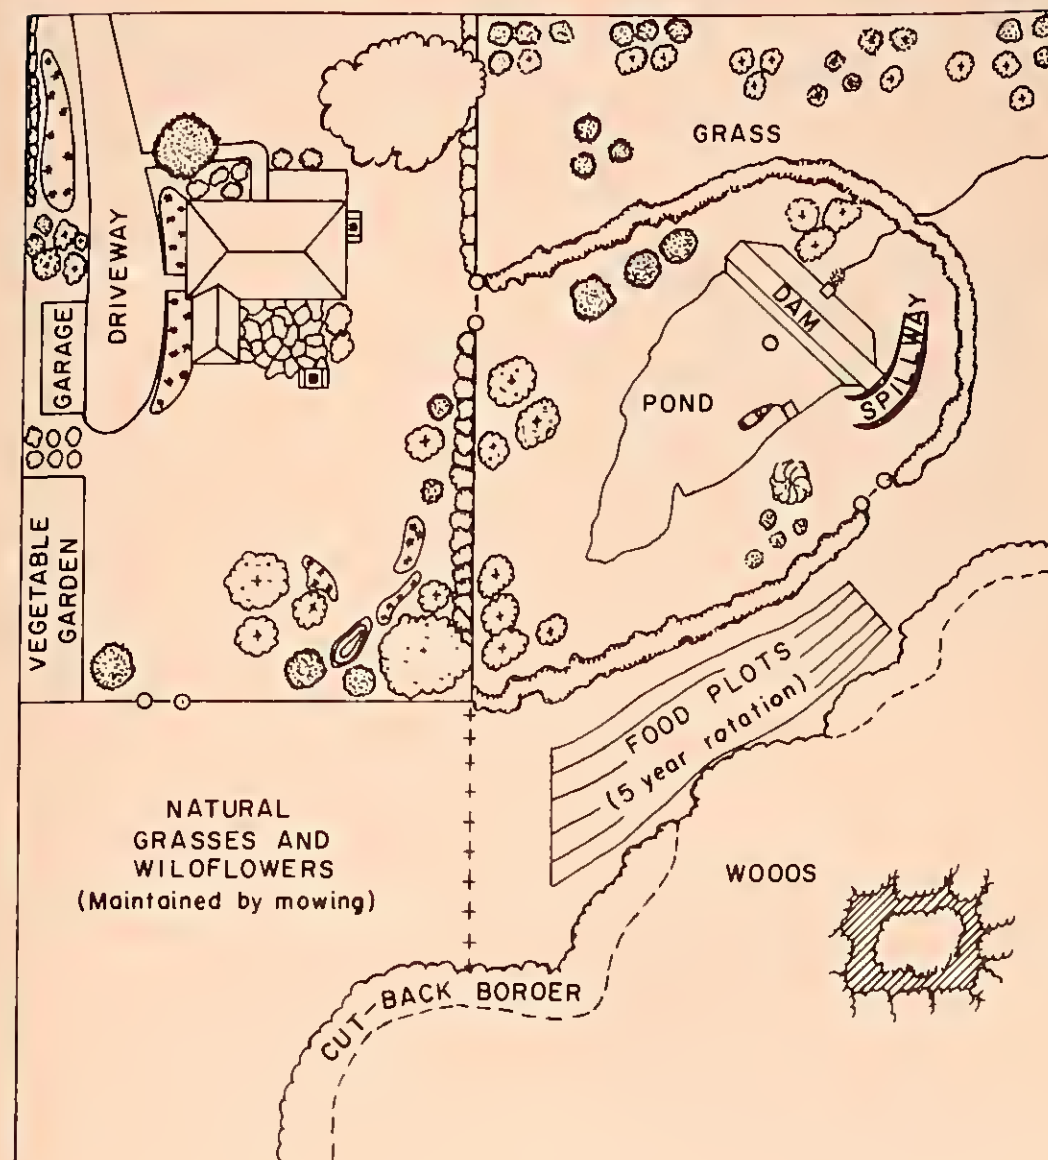 GRASS
DRIVEWAY
GARAGE
DAM
SPILLWAY
POND
VEGETABLE
GARDEN
FOOD PLOTS
(5 year rotation)
NATURAL
GRASSES AND
WILOFLOWERS
(Maintained by mowing)
WOOOS
CUT-BACK BOROER